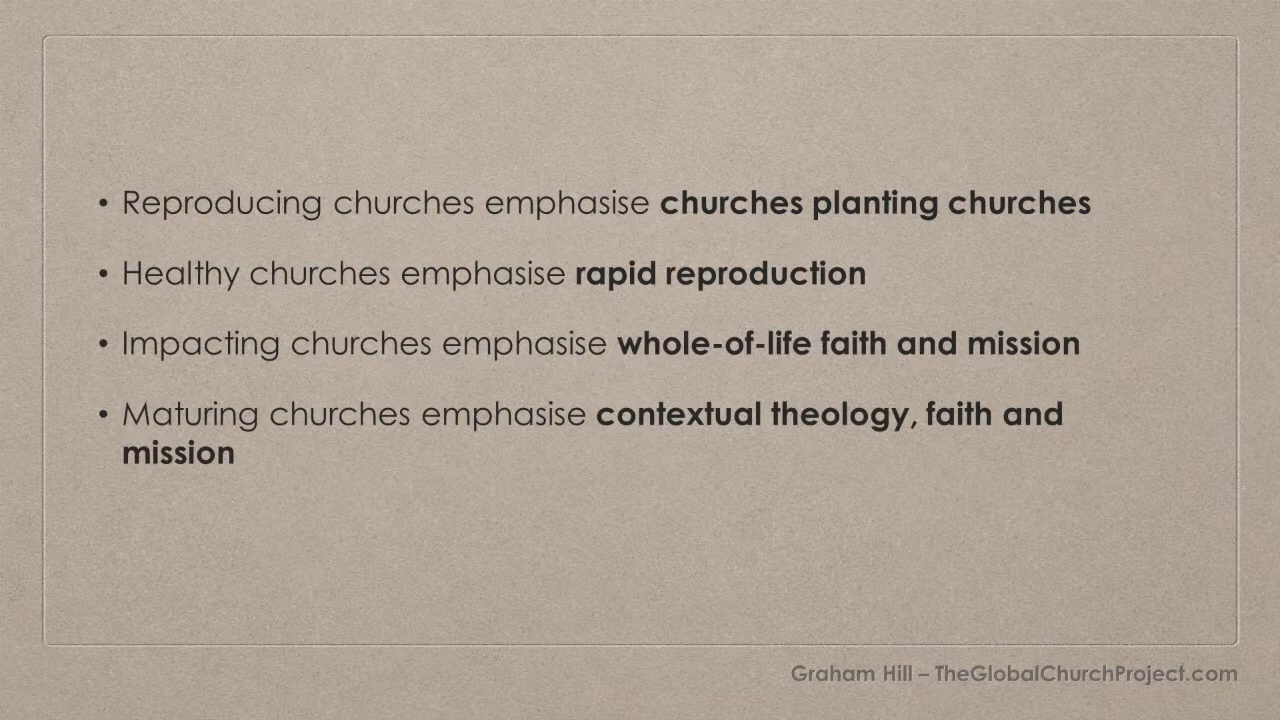 • Reproducing churches emphasise churches planting churches
• Healthy churches emphasise rapid reproduction
• Impacting churches emphasise whole-of-life faith and mission
• Maturing churches emphasise contextual theology, faith and
mission
Graham Hill – TheGlobalChurchProject.com